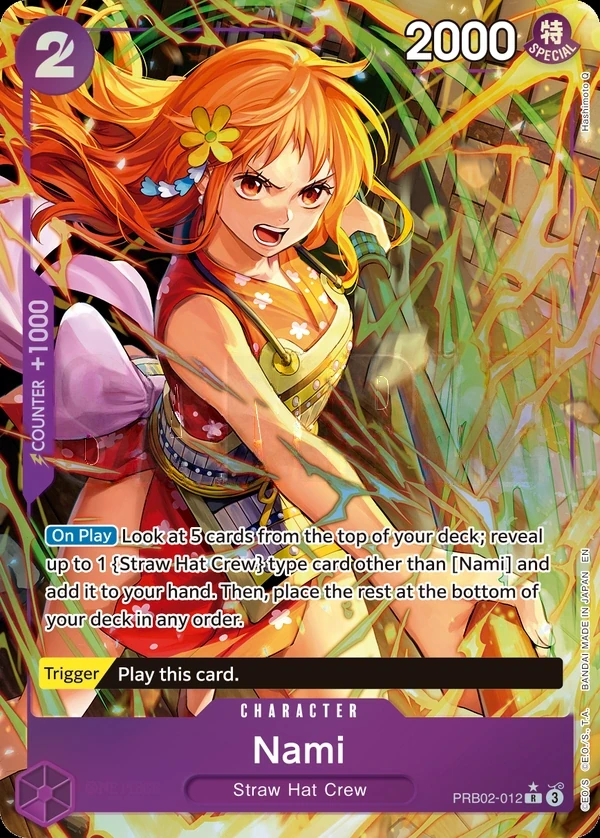 2
2000
特
SPECIAL
Hashimoto Q
COUNTER +1000
On Play Look at 5 cards from the top of your deck; reveal
up to 1 {Straw Hat Crew} type card other than [Nami] and
add it to your hand. Then, place the rest at the bottom of
your deck in any order.
Trigger Play this card.
CHARACTER
Nami
Straw Hat Crew
PRB02-012 R 3
©E.O/S ©E.O./S., T.A. BANDAI MADE IN JAPAN EN